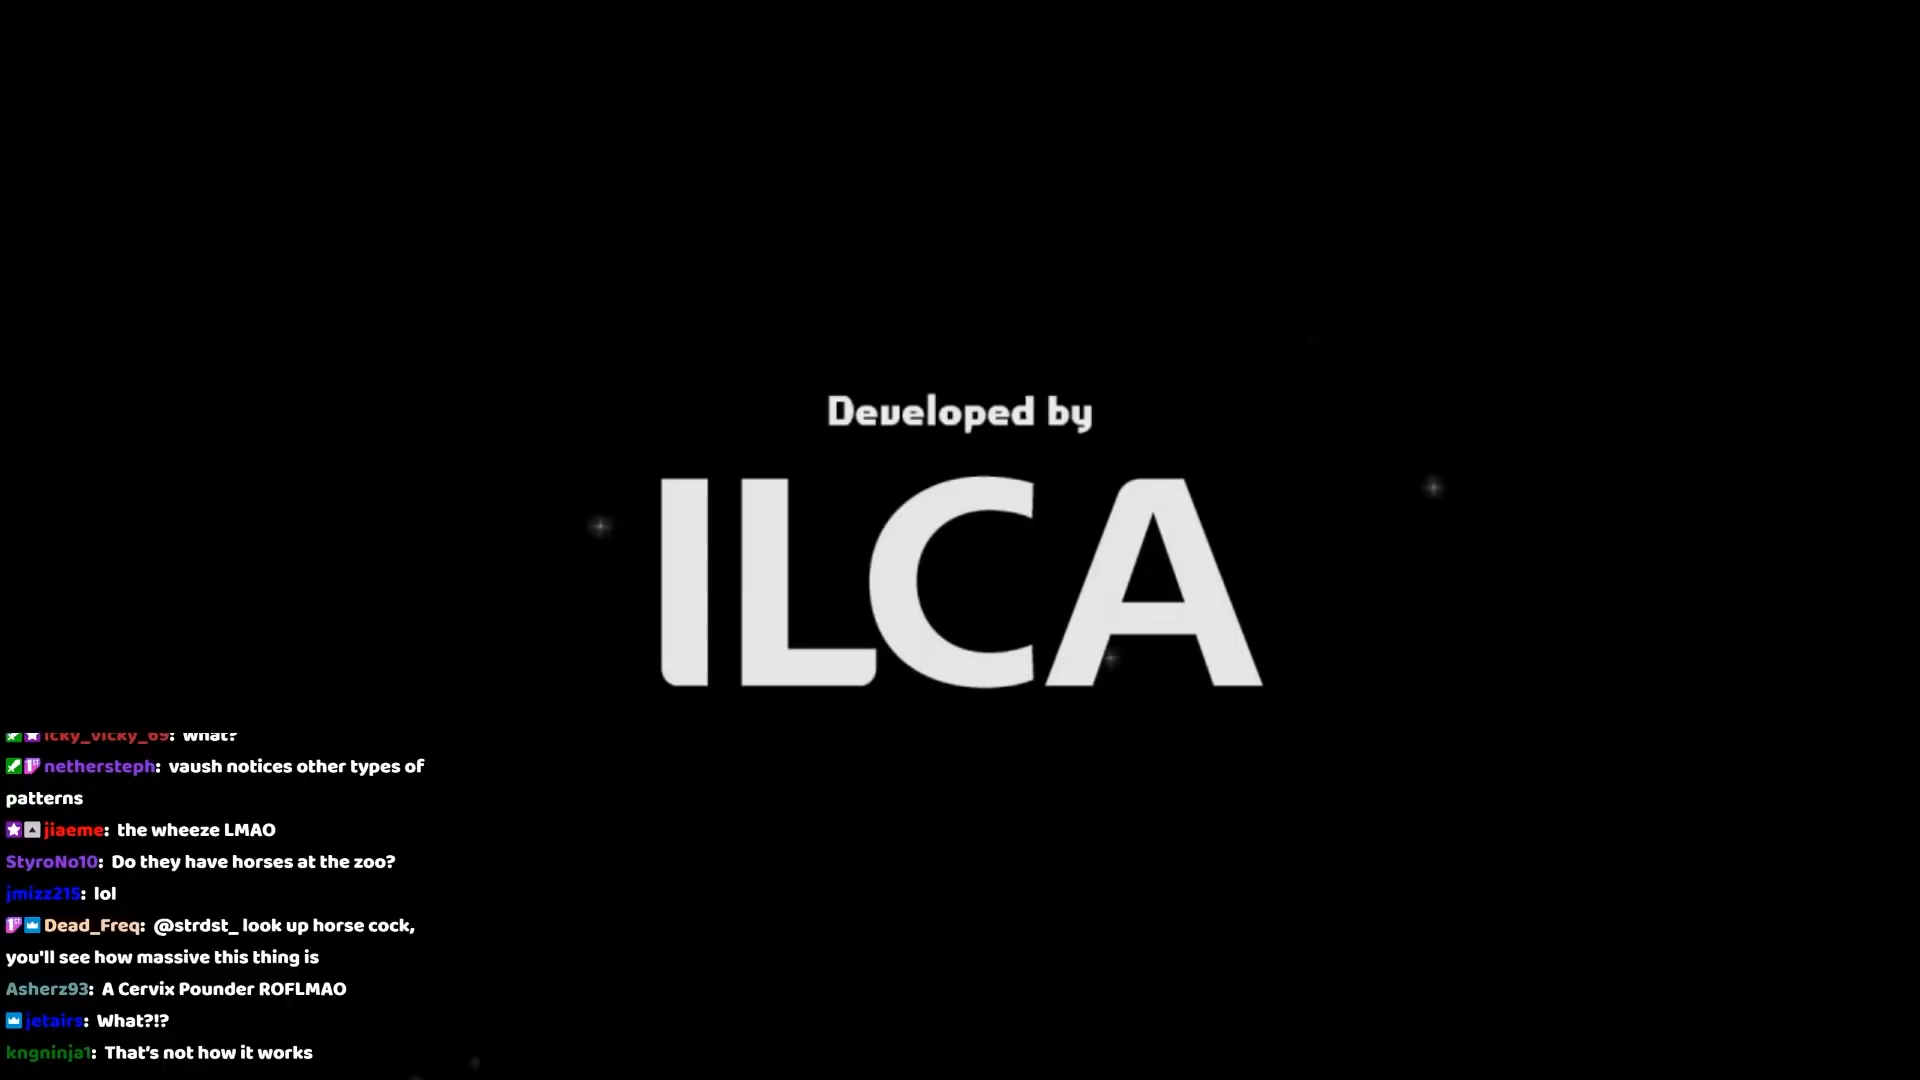 Developed by
ILCA
icky_vicky_69: what?
nethersteph: vaush notices other types of
patterns
jiaeme: the wheeze LMAO
StyroNo10: Do they have horses at the zoo?
jmizz215: lol
Dead_Freq: @strdst_ look up horse cock,
you'll see how massive this thing is
Asherz93: A Cervix Pounder ROFLMAO
jetairs: What?!?
kngninja1: That's not how it works